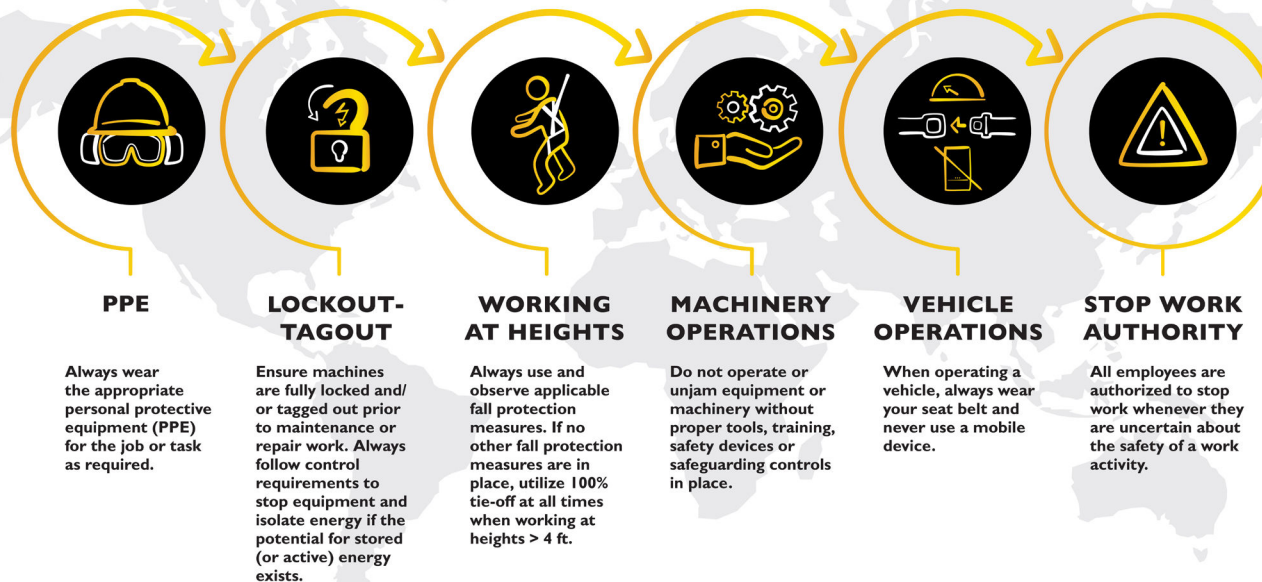 PPE
Always wear
the appropriate
personal protective
equipment (PPE)
for the job or task
as required.
LOCKOUT-
TAGOUT
Ensure machines
are fully locked and/
or tagged out prior
to maintenance or
repair work. Always
follow control
requirements to
stop equipment and
isolate energy if the
potential for stored
(or active) energy
exists.
WORKING
AT HEIGHTS
Always use and
observe applicable
fall protection
measures. If no
other fall protection
measures are in
place, utilize 100%
tie-off at all times
when working at
heights > 4 ft.
MACHINERY
OPERATIONS
Do not operate or
unjam equipment or
machinery without
proper tools, training,
safety devices or
safeguarding controls
in place.
VEHICLE
OPERATIONS
When operating a
vehicle, always wear
your seat belt and
never use a mobile
device.
STOP WORK
AUTHORITY
All employees are
authorized to stop
work whenever they
are uncertain about
the safety of a work
activity.